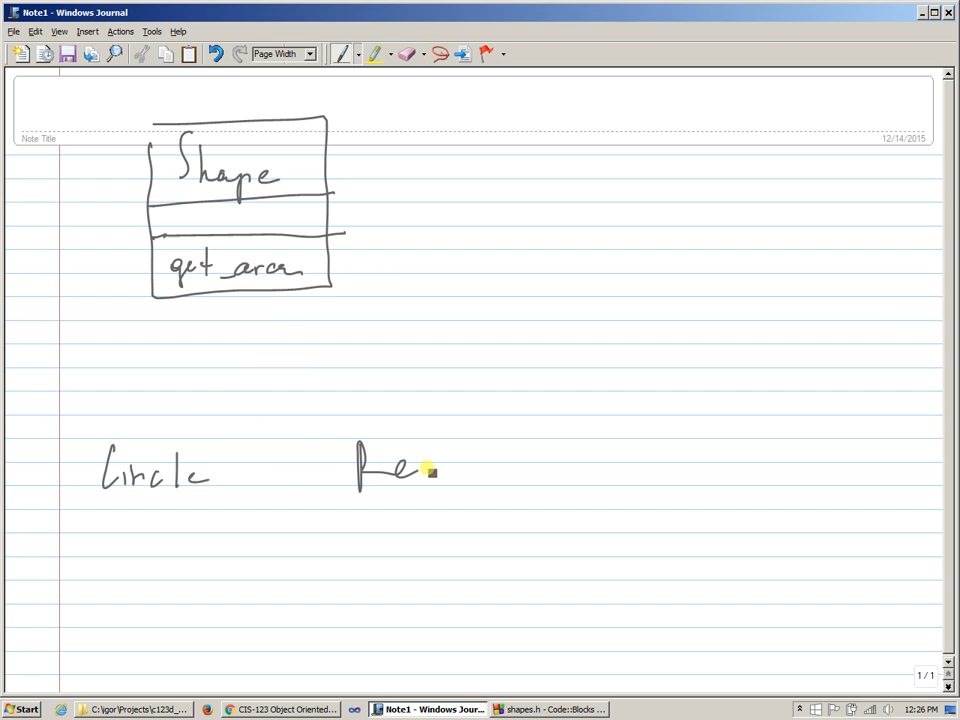 Note1 - Windows Journal
File Edit View Insert Actions Tools Help
Page Width
Note Title
12/14/2015
Shape
get_area
Circle Re
1 / 1
Start
C:\igor\Projects\c123d_...
CIS-123 Object Oriented...
Note1 - Windows Jour...
shapes.h - Code::Blocks ...
12:26 PM